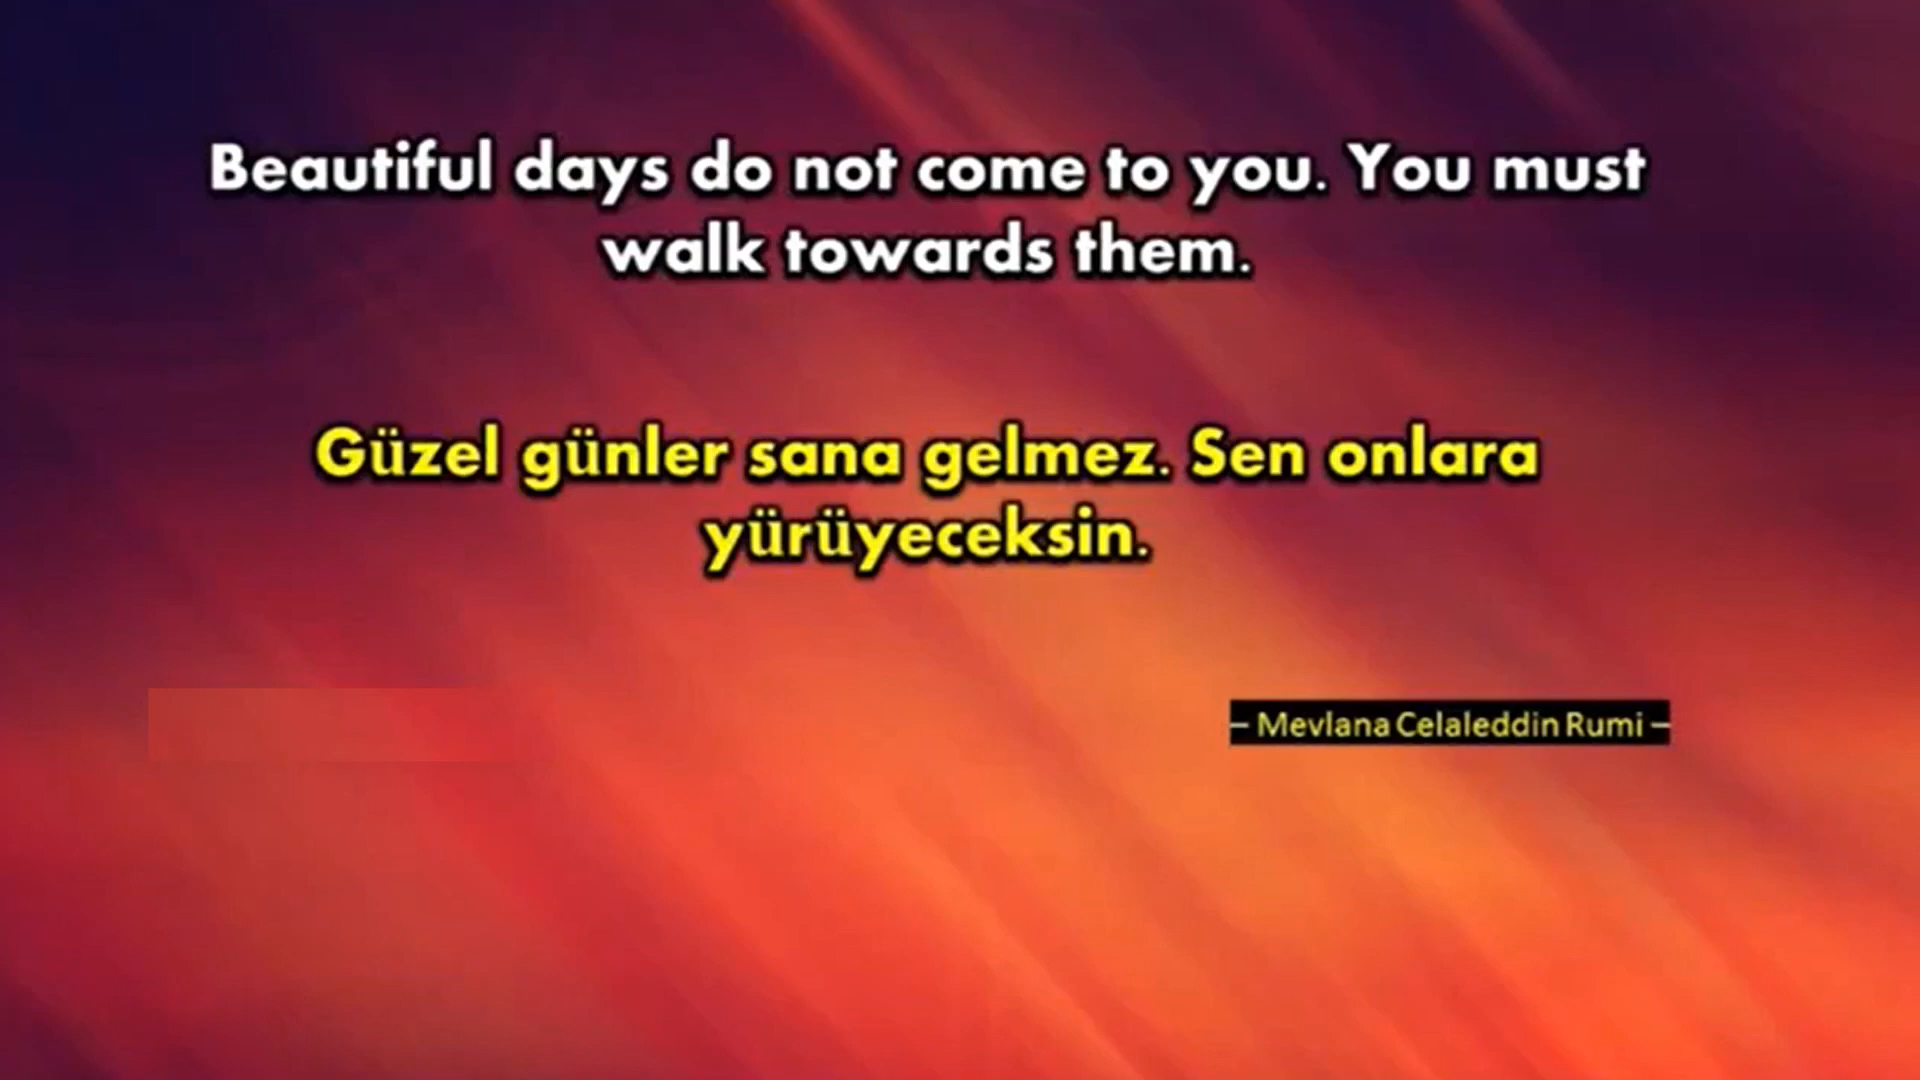 Beautiful days do not come to you. You must
walk towards them.
Güzel günler sana gelmez. Sen onlara
yürüyeceksin.
– Mevlana Celaleddin Rumi –